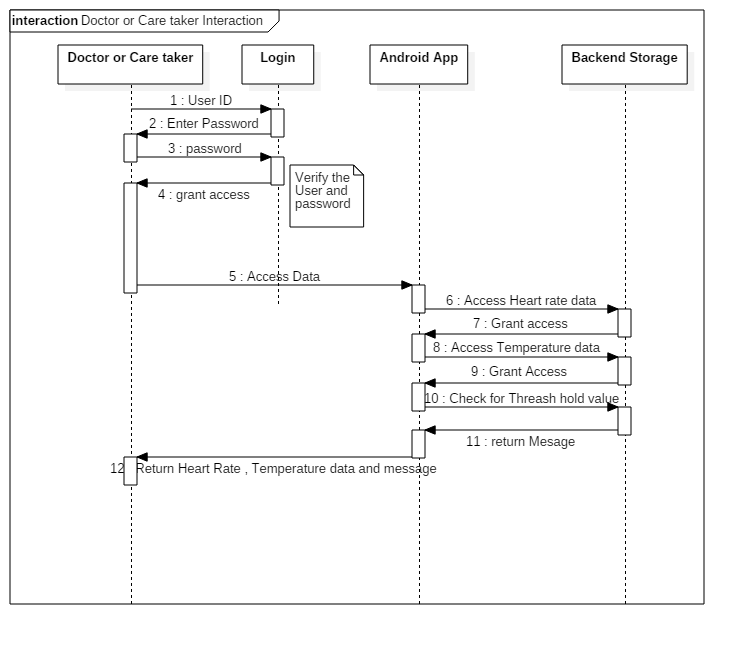 interaction Doctor or Care taker Interaction
Doctor or Care taker
Login
Android App
Backend Storage
1 : User ID
2 : Enter Password
3 : password
Verify the
User and
password
4 : grant access
5 : Access Data
6 : Access Heart rate data
7 : Grant access
8 : Access Temperature data
9 : Grant Access
10 : Check for Threash hold value
11 : return Mesage
12 Return Heart Rate , Temperature data and message